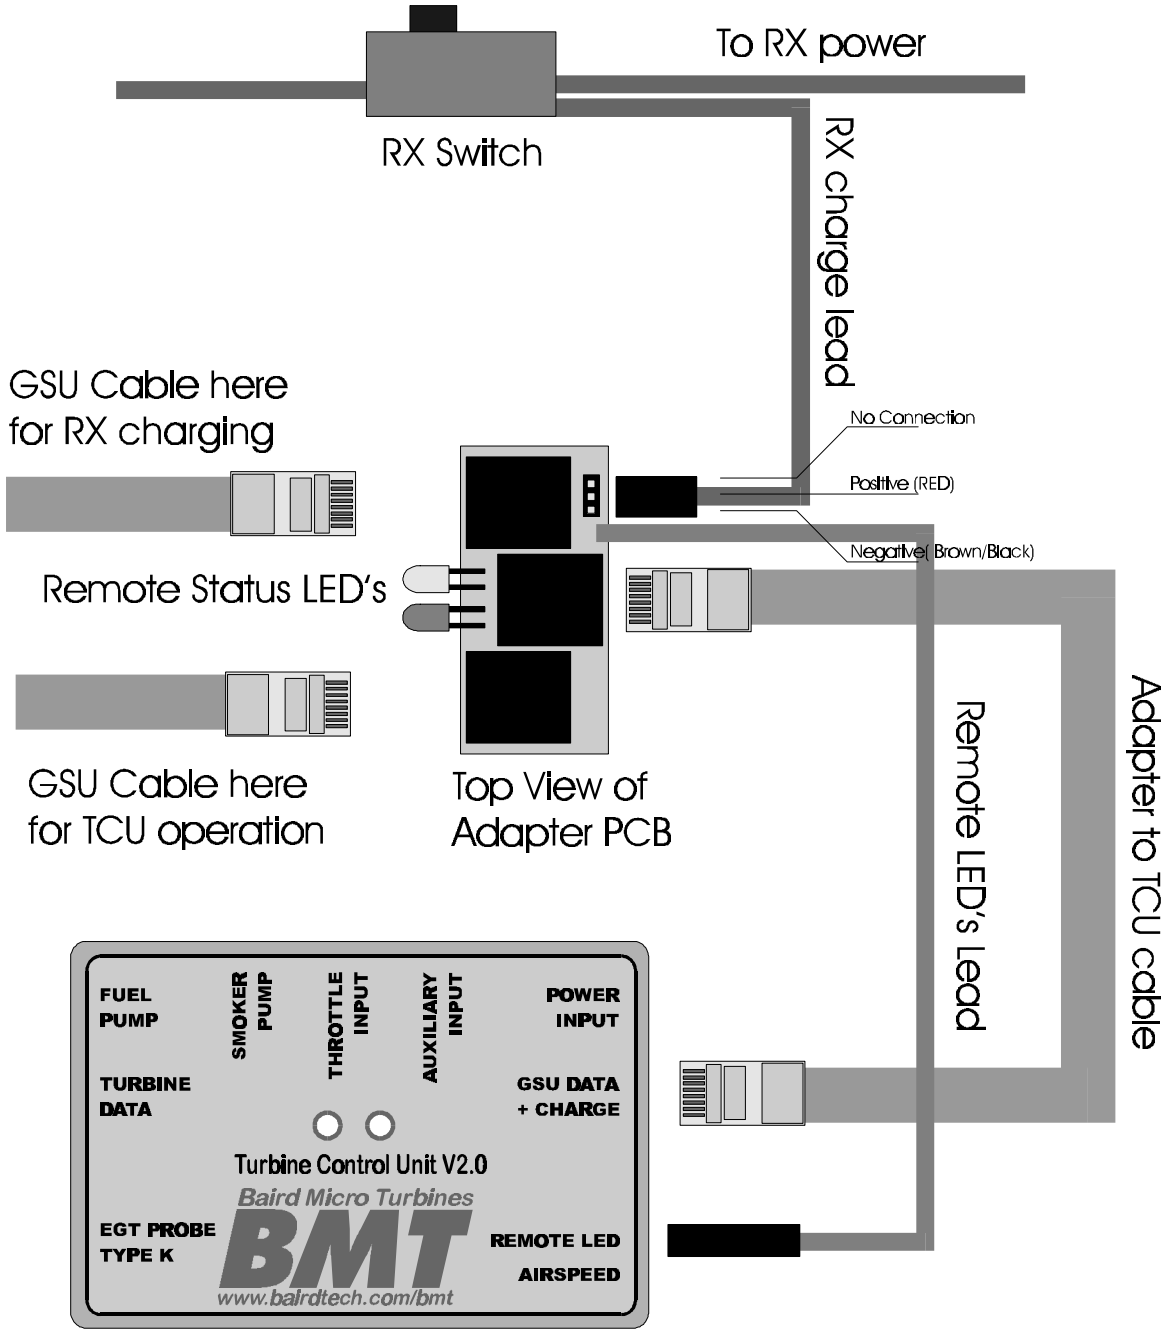 To RX power
RX Switch
RX charge lead
GSU Cable here
for RX charging
No Connection
Positive (RED)
Negative( Brown/Black)
Remote Status LED's
GSU Cable here
for TCU operation
Top View of
Adapter PCB
Remote LED's Lead
Adapter to TCU cable
FUEL
PUMP
SMOKER
PUMP
THROTTLE
INPUT
AUXILIARY
INPUT
POWER
INPUT
TURBINE
DATA
GSU DATA
+ CHARGE
Turbine Control Unit V2.0
Baird Micro Turbines
BMT
www.bairdtech.com/bmt
EGT PROBE
TYPE K
REMOTE LED
AIRSPEED